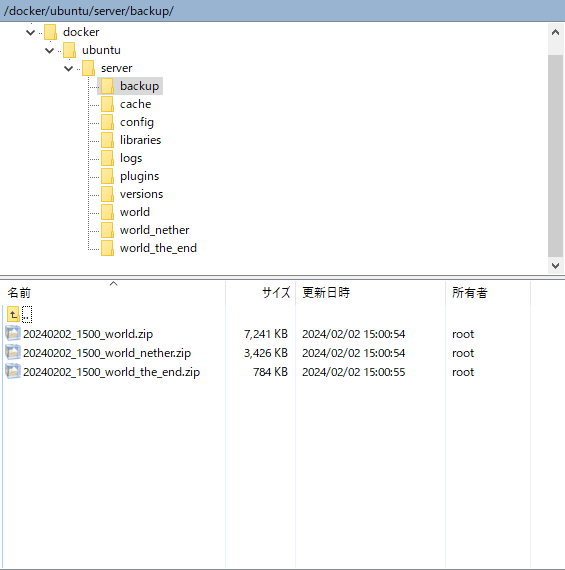 /docker/ubuntu/server/backup/
docker
ubuntu
server
backup
cache
config
libraries
logs
plugins
versions
world
world_nether
world_the_end
名前 サイズ 更新日時 所有者
..
20240202_1500_world.zip 7,241 KB 2024/02/02 15:00:54 root
20240202_1500_world_nether.zip 3,426 KB 2024/02/02 15:00:54 root
20240202_1500_world_the_end.zip 784 KB 2024/02/02 15:00:55 root